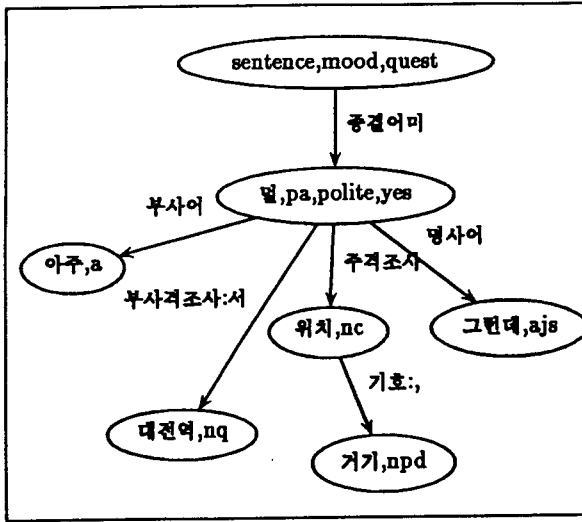 sentence,mood,quest
종결어미
멀,pa,polite,yes
부사어
명사어
주격조사
아주,a
부사격조사:서
위치,nc
그런데,ajs
기호:,
대전역,nq
거기,npd